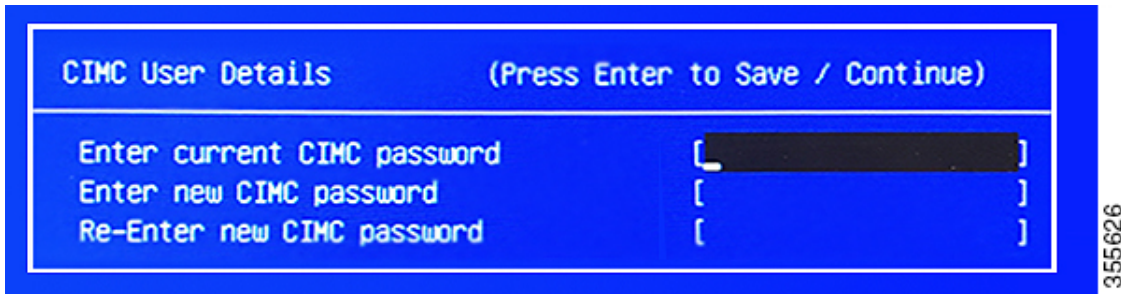 CIMC User Details (Press Enter to Save / Continue)
Enter current CIMC password [_ ]
Enter new CIMC password [ ]
Re-Enter new CIMC password [ ]
355626